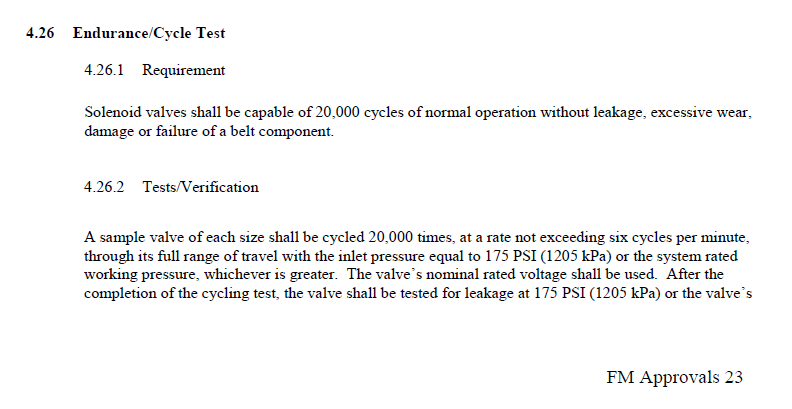 4.26 Endurance/Cycle Test
4.26.1 Requirement
Solenoid valves shall be capable of 20,000 cycles of normal operation without leakage, excessive wear,
damage or failure of a belt component.
4.26.2 Tests/Verification
A sample valve of each size shall be cycled 20,000 times, at a rate not exceeding six cycles per minute,
through its full range of travel with the inlet pressure equal to 175 PSI (1205 kPa) or the system rated
working pressure, whichever is greater. The valve's nominal rated voltage shall be used. After the
completion of the cycling test, the valve shall be tested for leakage at 175 PSI (1205 kPa) or the valve's
FM Approvals 23